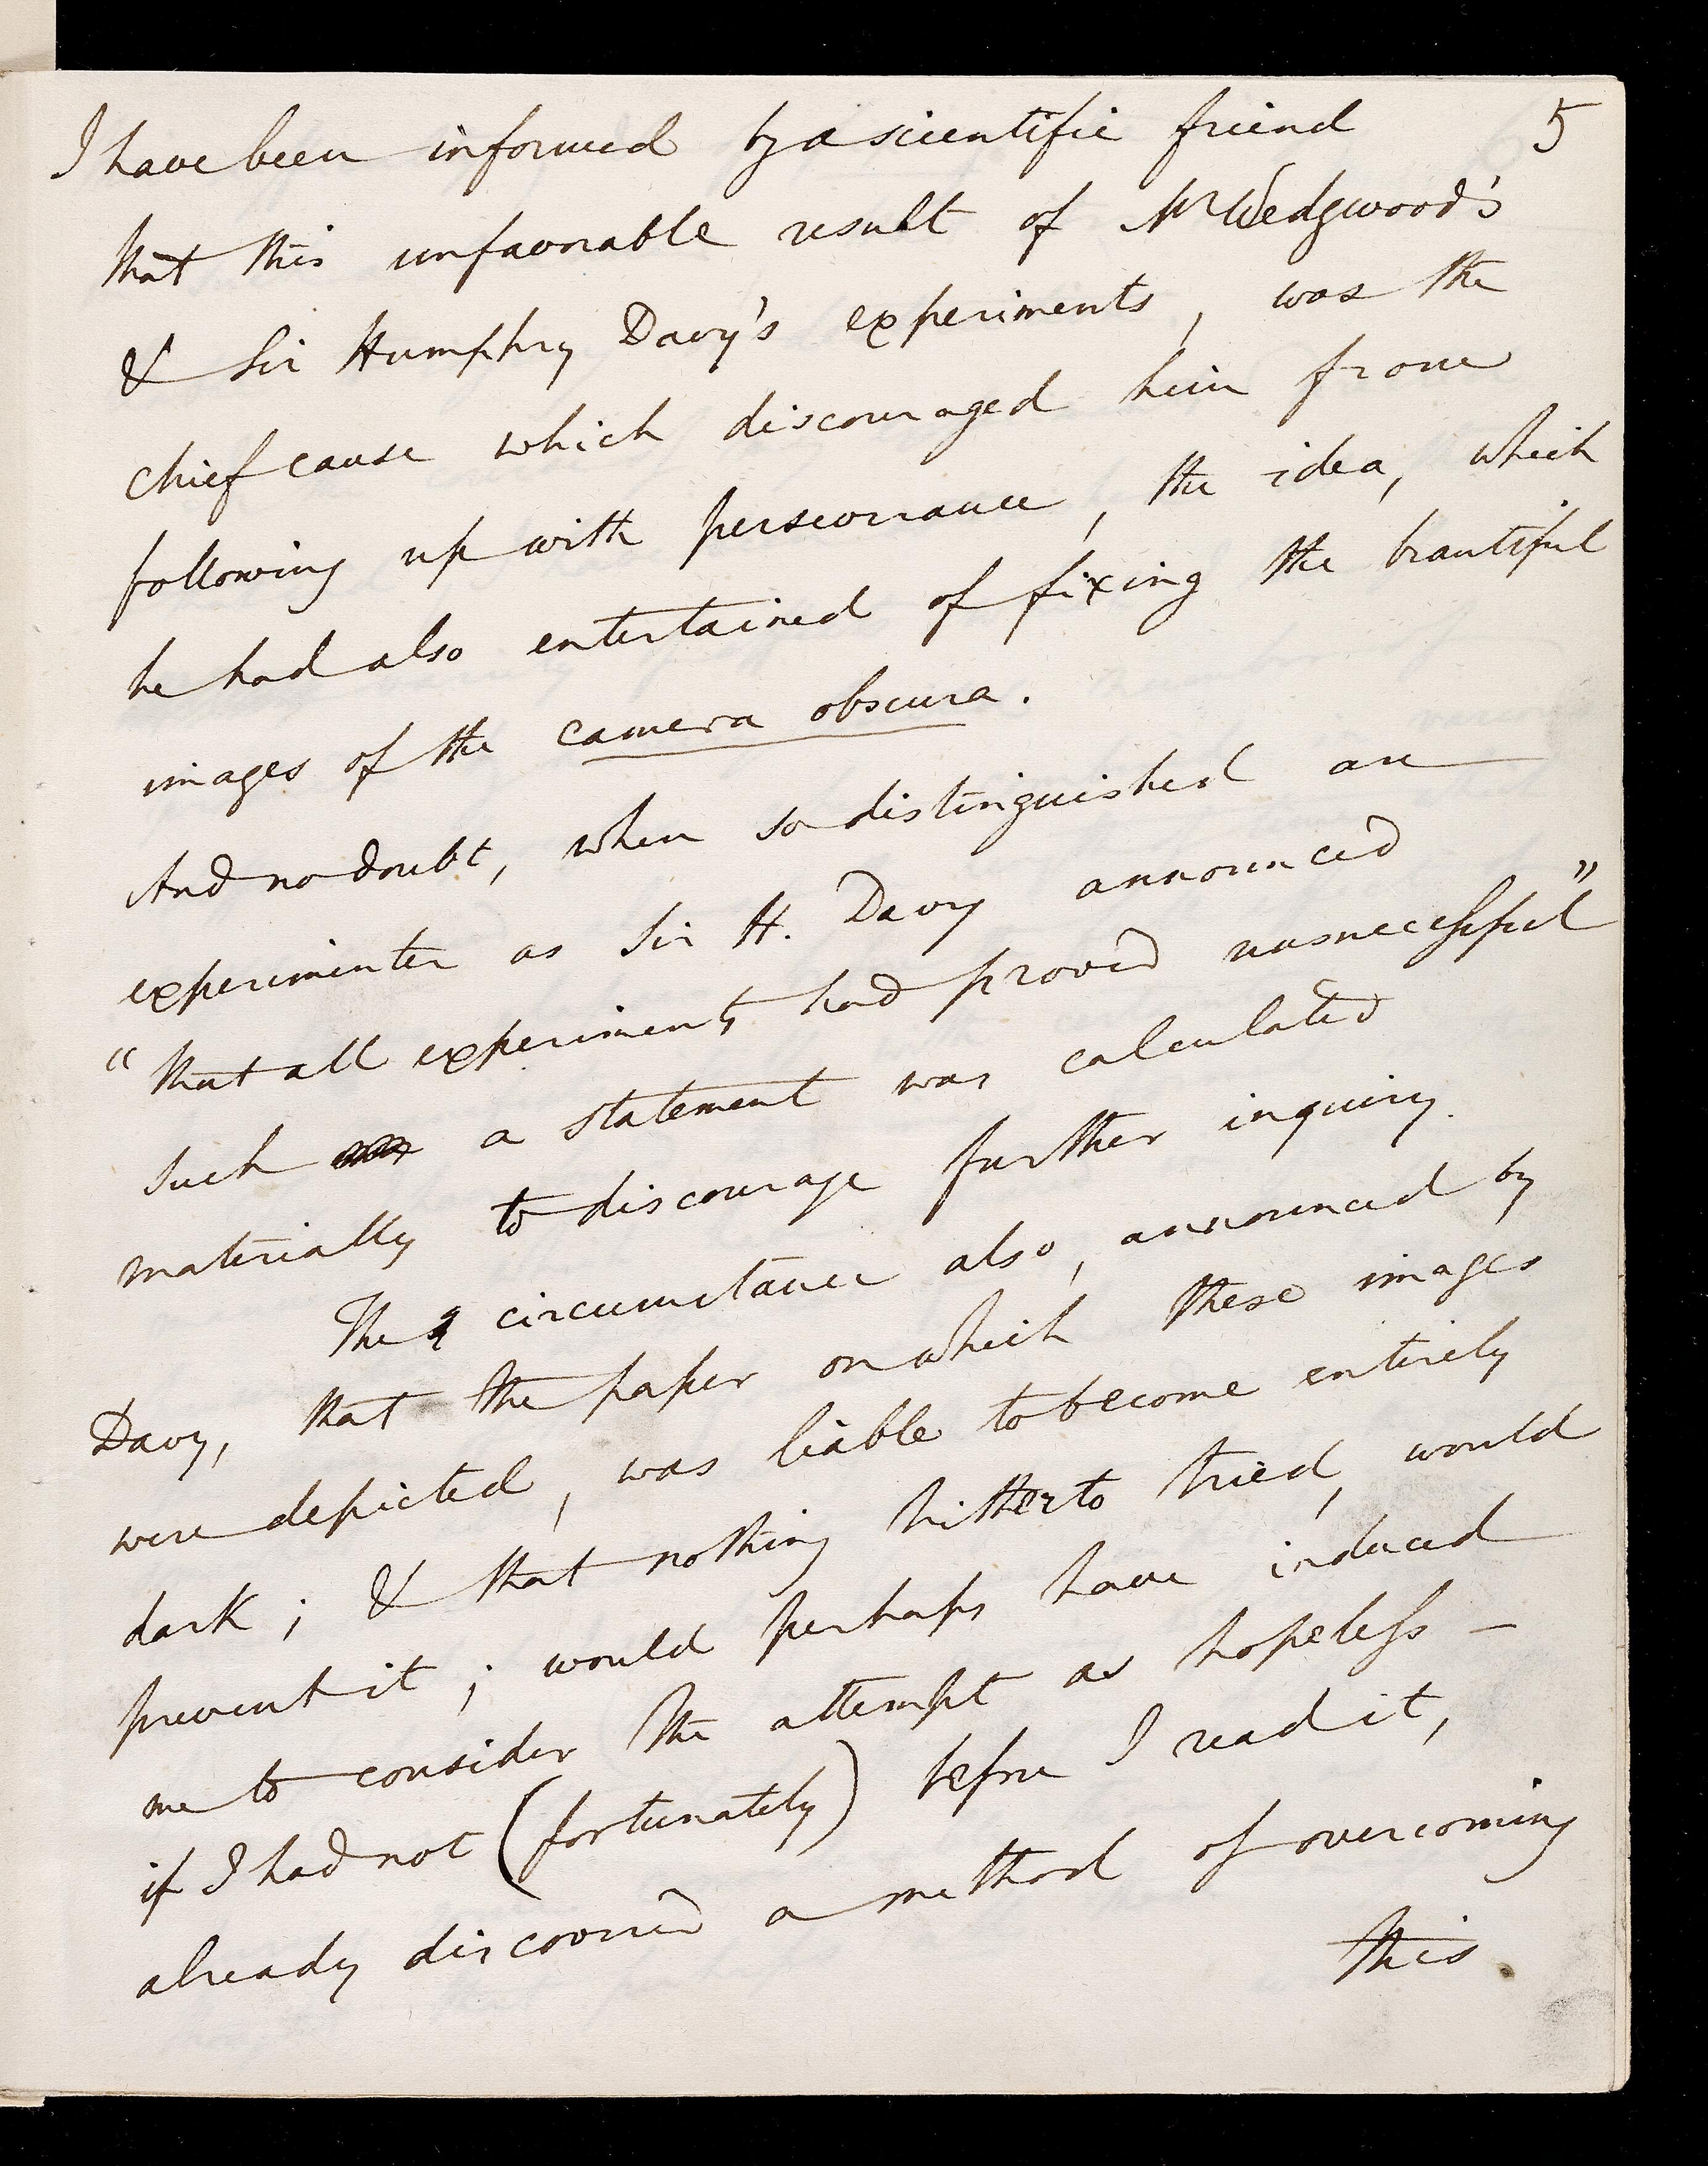 I have been informed by a scientific friend 5
that this unfavorable result of Mr Wedgwood's
& Sir Humphry Davy's experiments, was the
chief cause which discouraged him from
following up with perseverance, the idea, which
he had also entertained of fixing the beautiful
images of the camera obscura.
And no doubt, when so distinguished an
experimenter as Sir H. Davy announced
"that all experiments had proved unsuccessful"
such a statement was calculated
materially to discourage further inquiry.
The circumstance also, announced by
Davy, that the paper on which these images
were depicted, was liable to become entirely
dark; & that nothing hitherto tried, would
prevent it; would perhaps have induced
me to consider the attempt as hopeless –
if I had not (fortunately) before I read it,
already discovered a method of overcoming
this